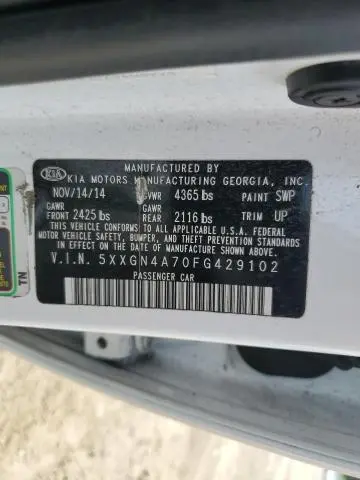 MANUFACTURED BY
KIA KIA MOTORS MANUFACTURING GEORGIA, INC.
NOV/14/14 GVWR 4365 lbs PAINT SWP
GAWR GAWR
FRONT 2425 lbs REAR 2116 lbs TRIM UP
THIS VEHICLE CONFORMS TO ALL APPLICABLE U.S.A. FEDERAL
MOTOR VEHICLE SAFETY, BUMPER, AND THEFT PREVENTION STANDARDS
IN EFFECT ON THE DATE OF MANUFACTURE SHOWN ABOVE.
V.I.N. 5XXGN4A70FG429102
PASSENGER CAR
TN